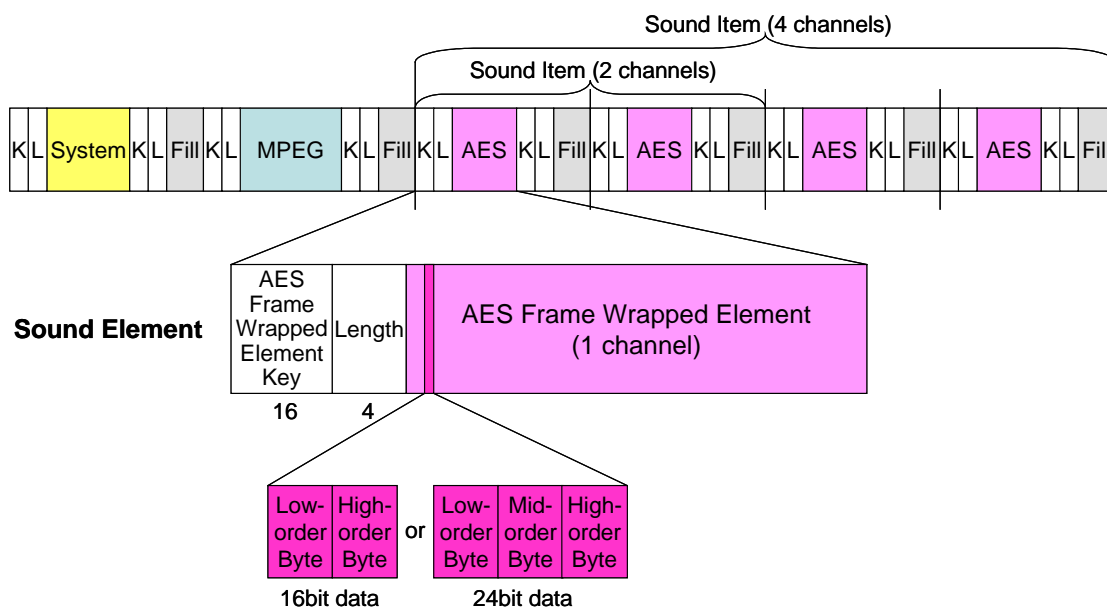 Sound Item (4 channels)
Sound Item (2 channels)
K L System K L Fill K L MPEG K L Fill K L AES K L Fill K L AES K L Fill K L AES K L Fill K L AES K L Fil
Sound Element
AES
Frame
Wrapped
Element
Key
Length
AES Frame Wrapped Element
(1 channel)
16
4
Low-
order
Byte
High-
order
Byte
or
Low-
order
Byte
Mid-
order
Byte
High-
order
Byte
16bit data
24bit data